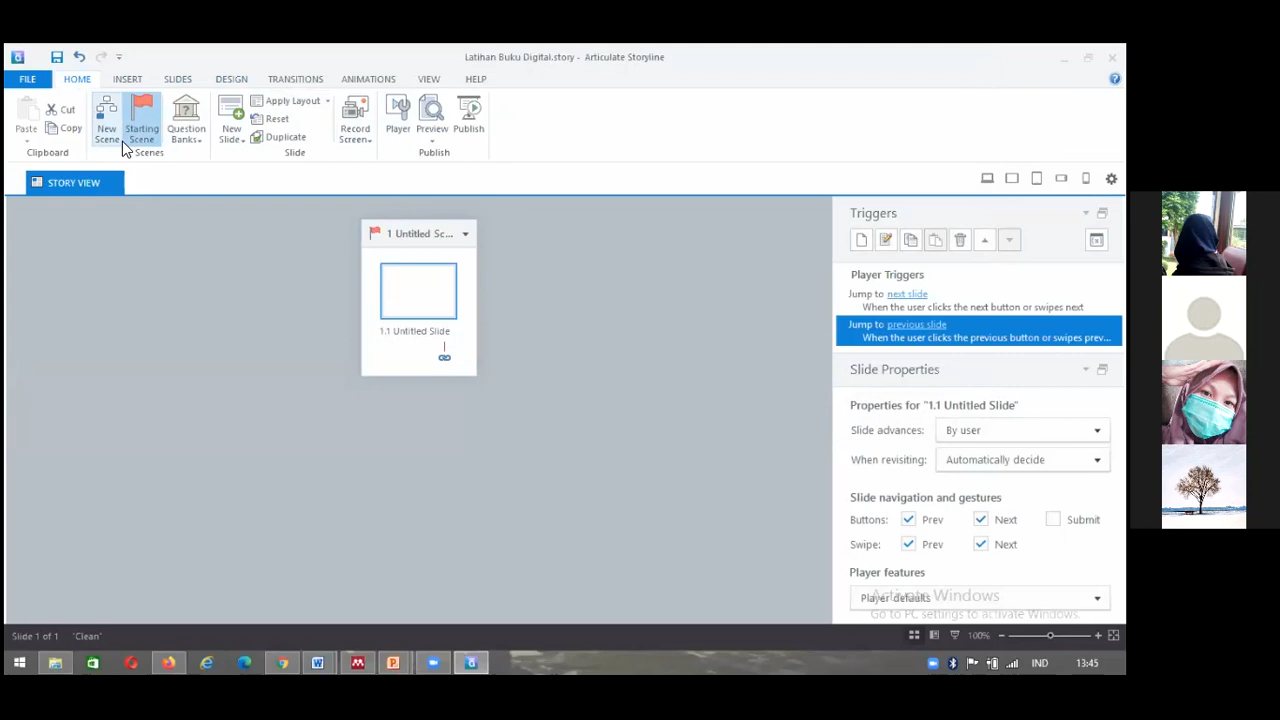 Latihan Buku Digital.story - Articulate Storyline
FILE HOME INSERT SLIDES DESIGN TRANSITIONS ANIMATIONS VIEW HELP
Paste
Cut
Copy
Clipboard
New Scene
Starting Scene
Question Banks
Scenes
New Slide
Apply Layout
Reset
Duplicate
Slide
Record Screen
Player
Preview
Publish
Publish
STORY VIEW
1 Untitled Sc...
1.1 Untitled Slide
Triggers
Player Triggers
Jump to next slide
When the user clicks the next button or swipes next
Jump to previous slide
When the user clicks the previous button or swipes prev...
Slide Properties
Properties for "1.1 Untitled Slide"
Slide advances: By user
When revisiting: Automatically decide
Slide navigation and gestures
Buttons: Prev Next Submit
Swipe: Prev Next
Player features
Player defaults
Activate Windows
Go to PC settings to activate Windows.
Slide 1 of 1 "Clean" 100%
IND 13:45